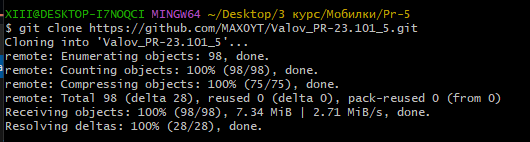 XIII@DESKTOP-I7NOQCI MINGW64 ~/Desktop/3 курс/Мобилки/Pr-5
$ git clone https://github.com/MAXOYT/Valov_PR-23.101_5.git
Cloning into 'Valov_PR-23.101_5'...
remote: Enumerating objects: 98, done.
remote: Counting objects: 100% (98/98), done.
remote: Compressing objects: 100% (75/75), done.
remote: Total 98 (delta 28), reused 0 (delta 0), pack-reused 0 (from 0)
Receiving objects: 100% (98/98), 7.34 MiB | 2.71 MiB/s, done.
Resolving deltas: 100% (28/28), done.